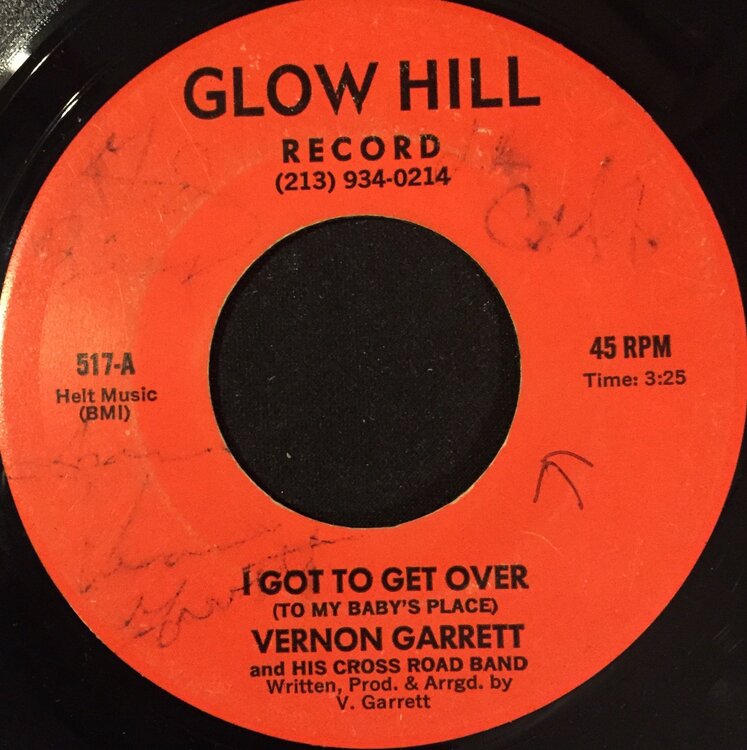 GLOW HILL
RECORD
(213) 934-0214
517-A
Helt Music
(BMI)
45 RPM
Time: 3:25
I GOT TO GET OVER
(TO MY BABY'S PLACE)
VERNON GARRETT
and HIS CROSS ROAD BAND
Written, Prod. & Arrgd. by
V. Garrett